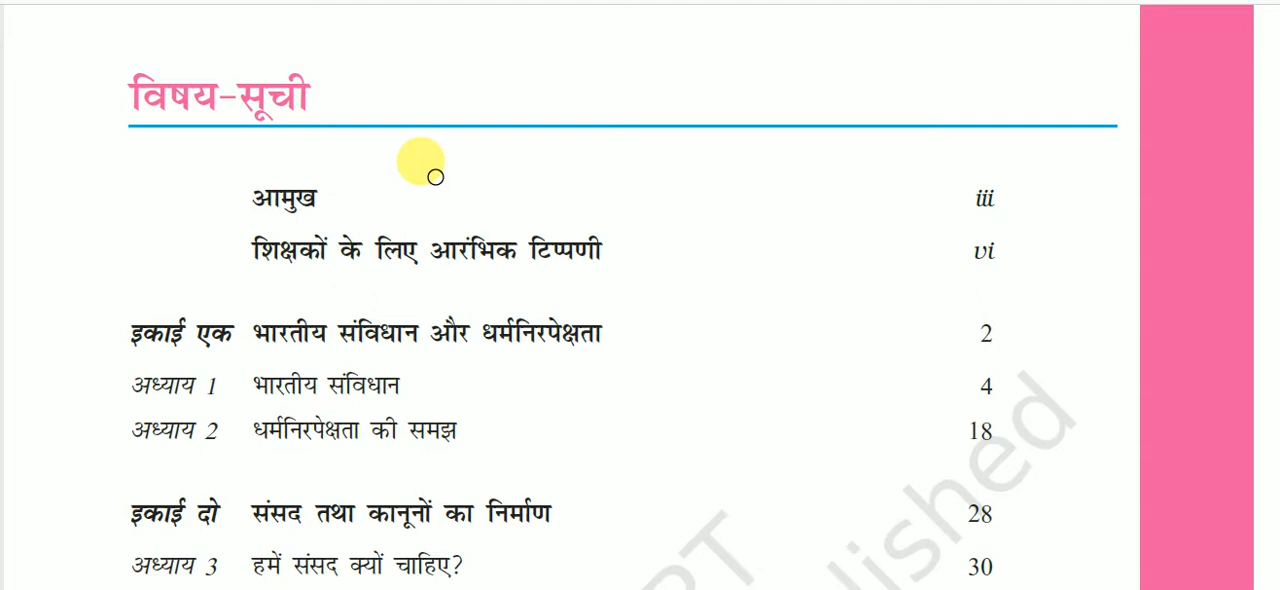 विषय-सूची
आमुख iii
शिक्षकों के लिए आरंभिक टिप्पणी vi
इकाई एक भारतीय संविधान और धर्मनिरपेक्षता 2
अध्याय 1 भारतीय संविधान 4
अध्याय 2 धर्मनिरपेक्षता की समझ 18
इकाई दो संसद तथा कानूनों का निर्माण 28
अध्याय 3 हमें संसद क्यों चाहिए? 30